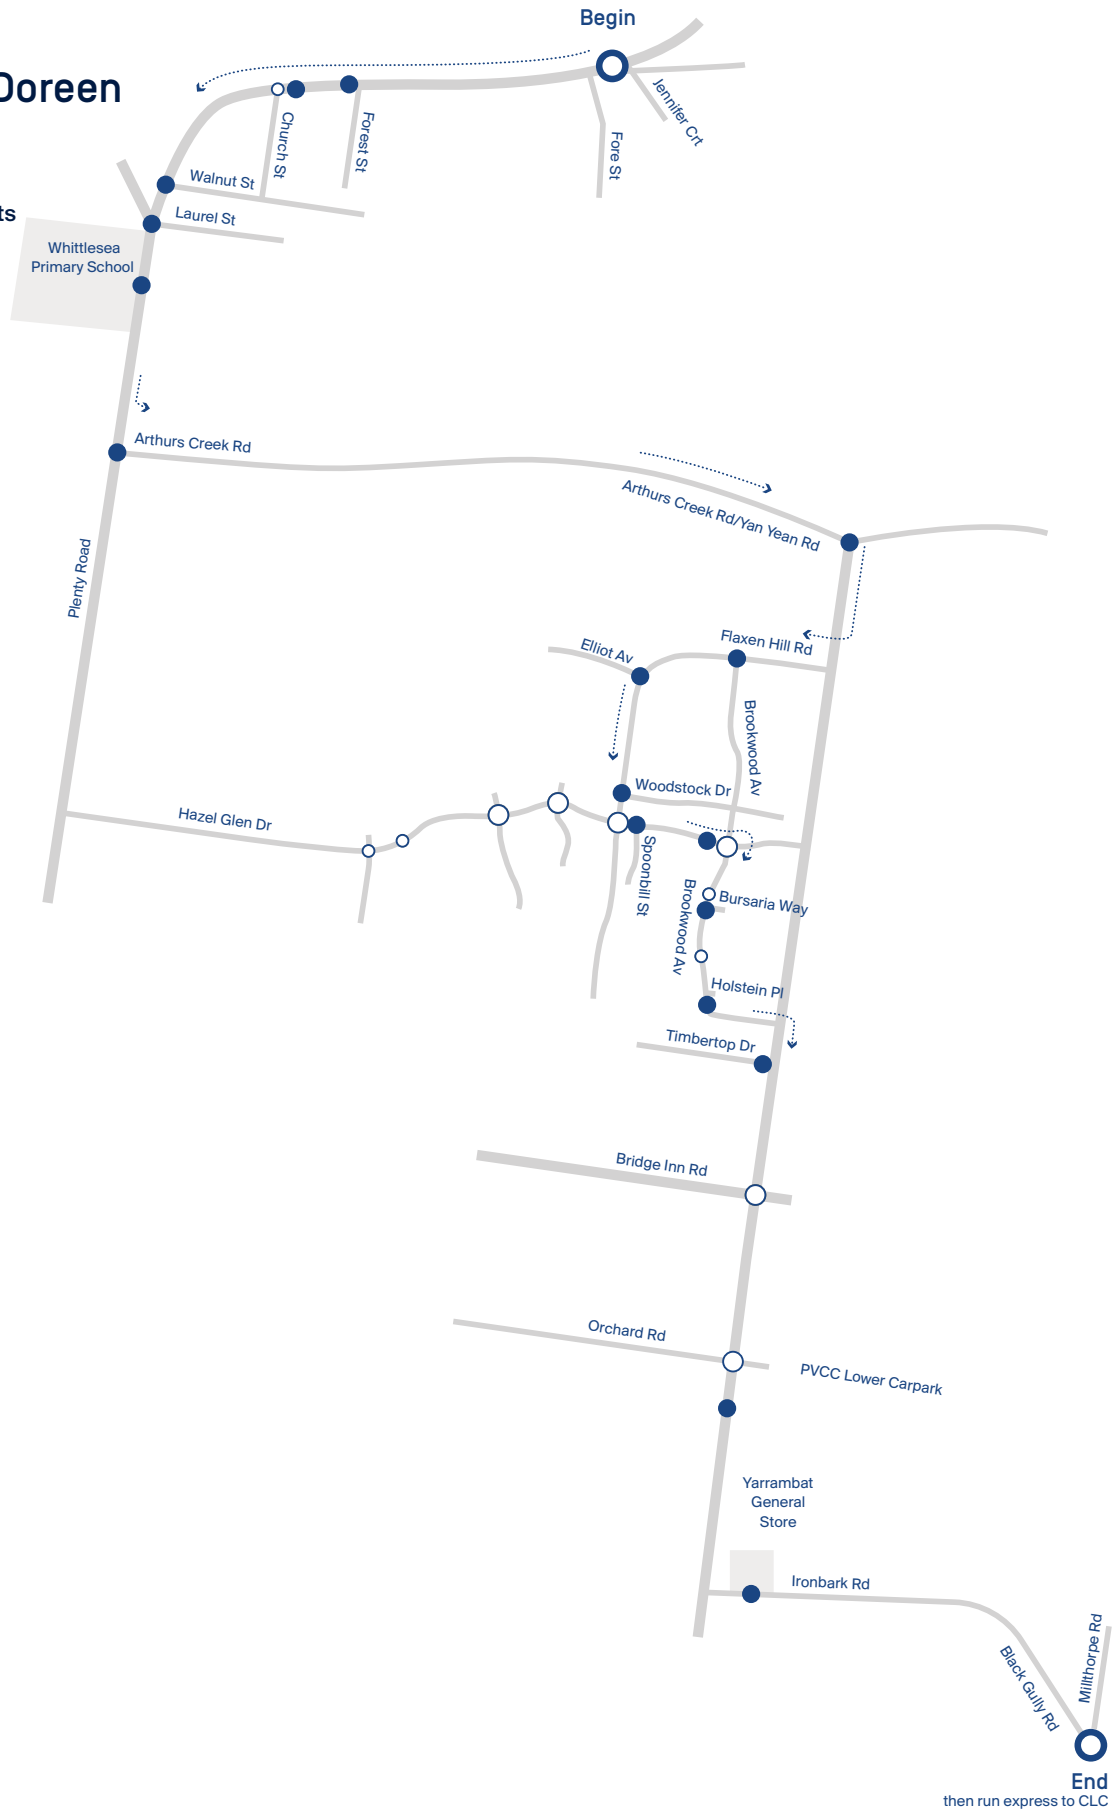 Begin
Doreen
Jennifer Crt
Church St
Forest St
Fore St
Walnut St
ts
Laurel St
Whittlesea
Primary School
Arthurs Creek Rd
Arthurs Creek Rd/Yan Yean Rd
Plenty Road
Flaxen Hill Rd
Elliot Av
Brookwood Av
Woodstock Dr
Hazel Glen Dr
Spoonbill St
Brookwood Av
Bursaria Way
Holstein Pl
Timbertop Dr
Bridge Inn Rd
Orchard Rd
PVCC Lower Carpark
Yarrambat
General
Store
Ironbark Rd
Black Gully Rd
Millthorpe Rd
End
then run express to CLC